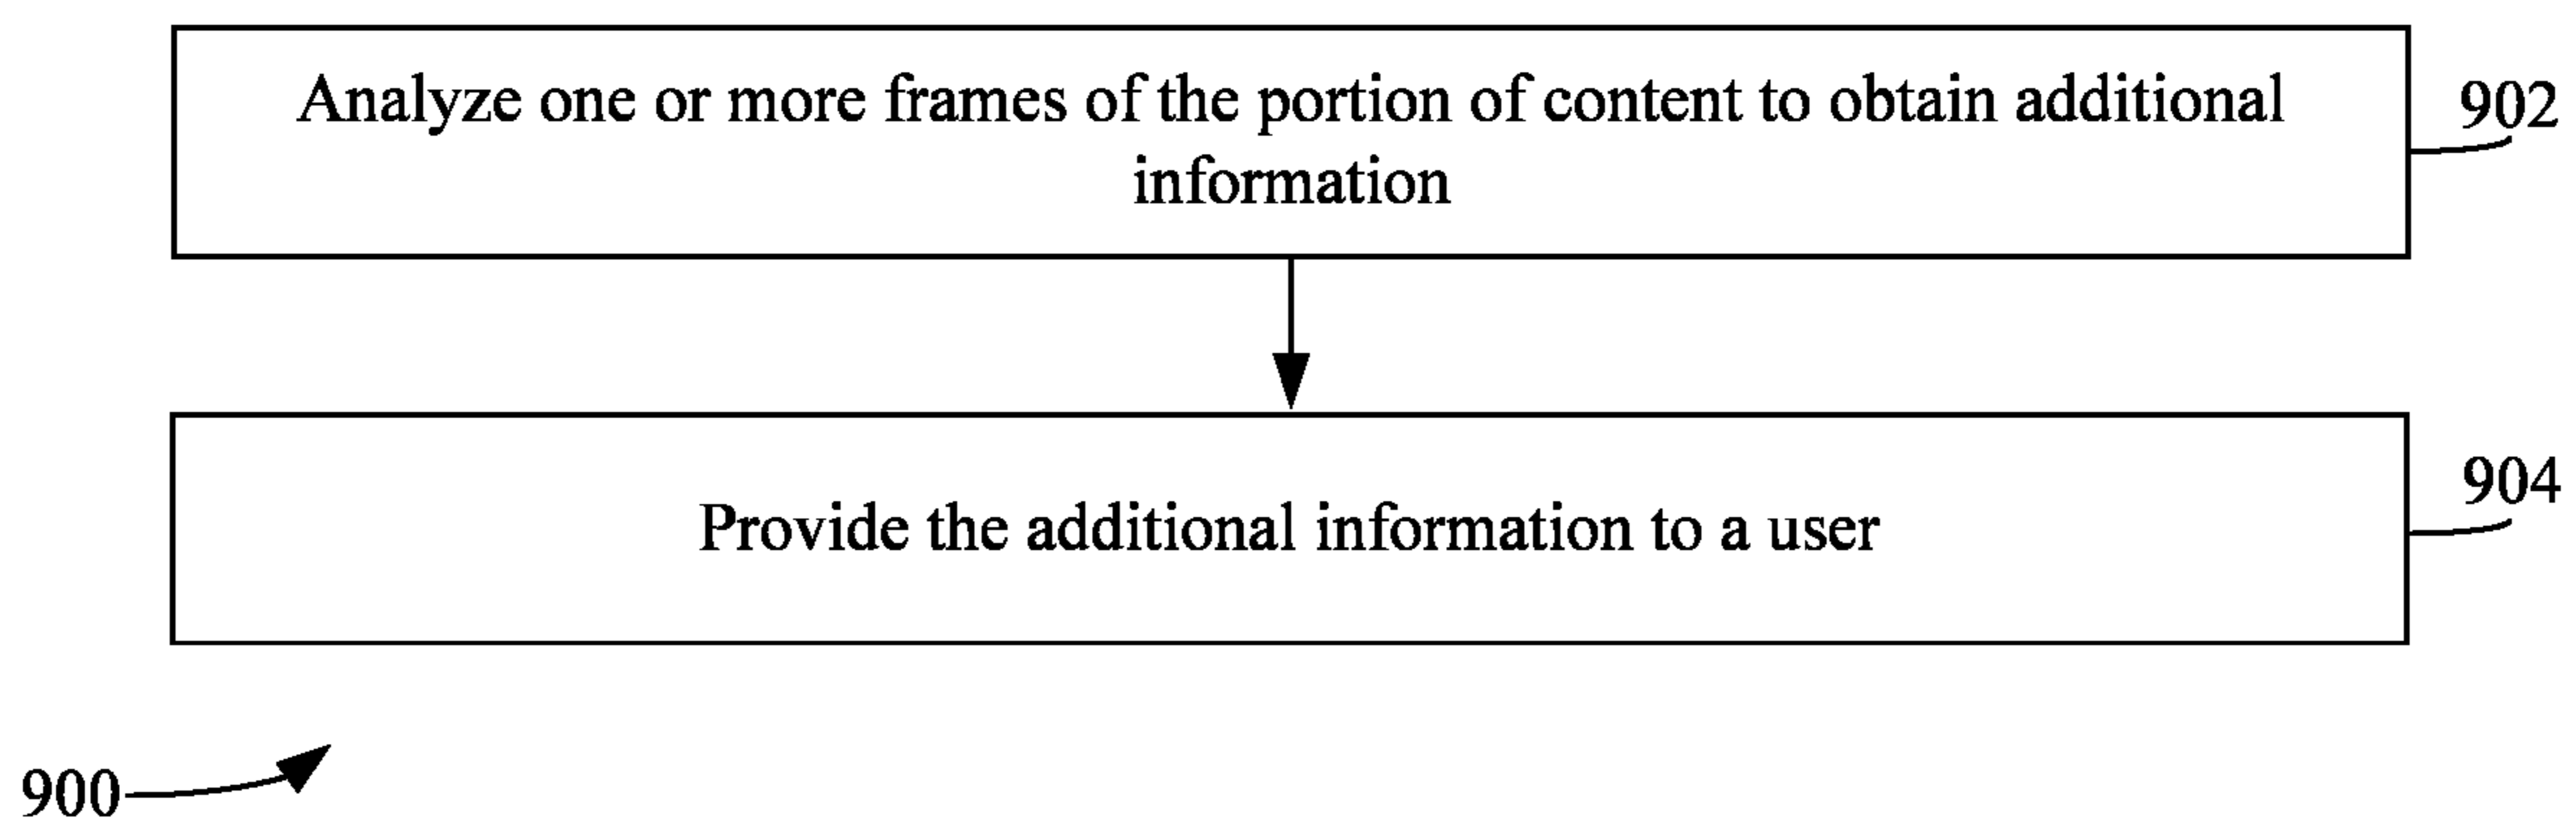 Analyze one or more frames of the portion of content to obtain additional
information
902
Provide the additional information to a user
904
900